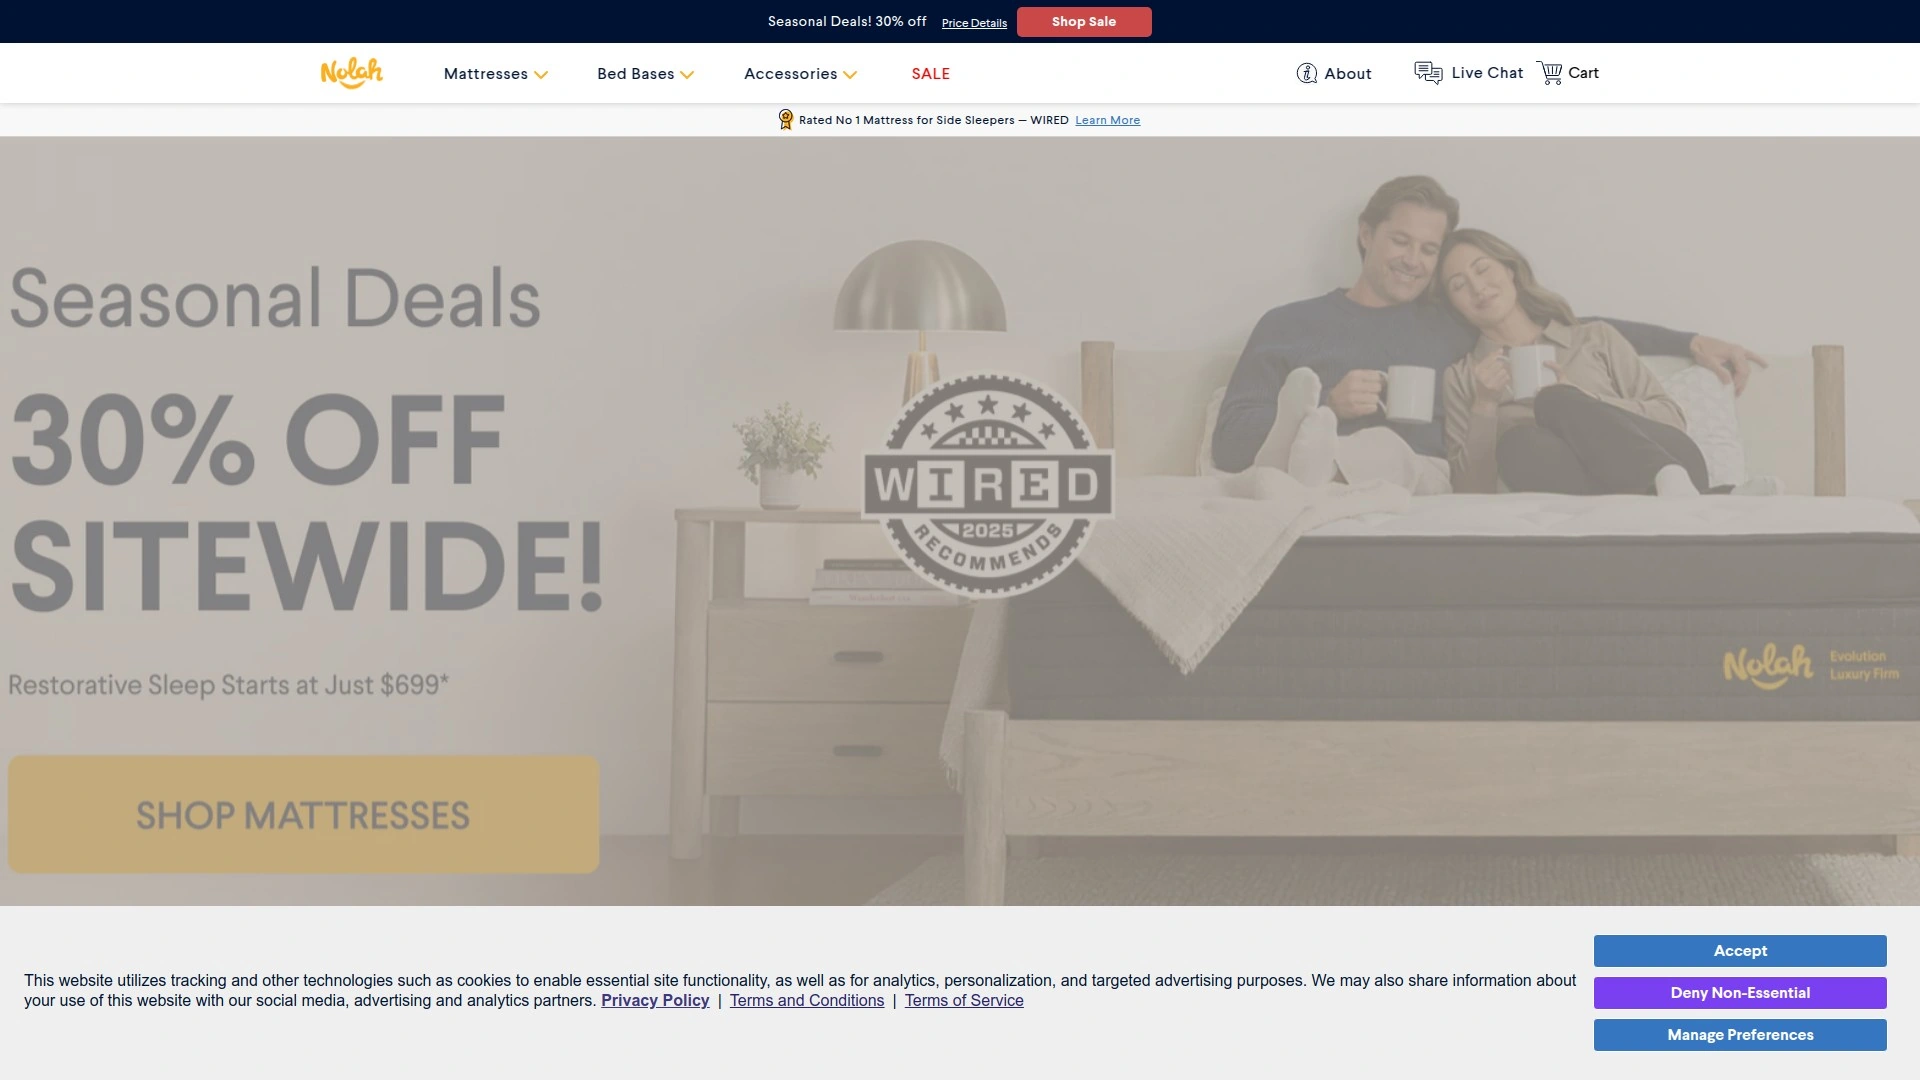 Seasonal Deals! 30% off Price Details Shop Sale
Nolah Mattresses Bed Bases Accessories SALE About Live Chat Cart
Rated No 1 Mattress for Side Sleepers — WIRED Learn More
Seasonal Deals
30% OFF
SITEWIDE!
Restorative Sleep Starts at Just $699*
SHOP MATTRESSES
WIRED
2025
RECOMMENDS
Nolah Evolution
Luxury Firm
This website utilizes tracking and other technologies such as cookies to enable essential site functionality, as well as for analytics, personalization, and targeted advertising purposes. We may also share information about
your use of this website with our social media, advertising and analytics partners. Privacy Policy | Terms and Conditions | Terms of Service
Accept
Deny Non-Essential
Manage Preferences